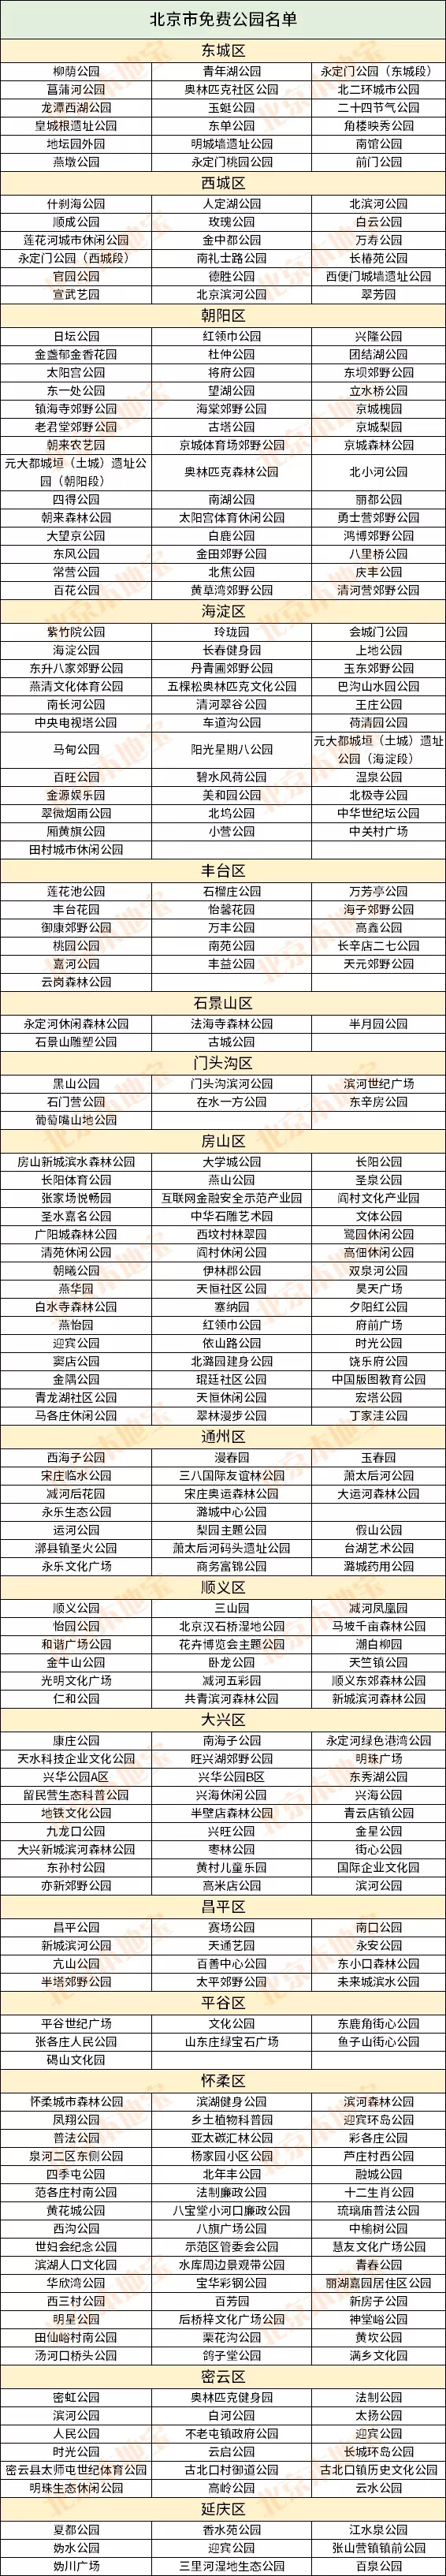 北京市免费公园名单
东城区
柳荫公园 青年湖公园 永定门公园（东城段）
菖蒲河公园 奥林匹克社区公园 北二环城市公园
龙潭西湖公园 玉蜓公园 二十四节气公园
皇城根遗址公园 东单公园 角楼映秀公园
地坛园外园 明城墙遗址公园 南馆公园
燕墩公园 永定门桃园公园 前门公园
西城区
什刹海公园 人定湖公园 北滨河公园
顺成公园 玫瑰公园 白云公园
莲花河城市休闲公园 金中都公园 万寿公园
永定门公园（西城段） 南礼士路公园 长椿苑公园
官园公园 德胜公园 西便门城墙遗址公园
宣武艺园 北京滨河公园 翠芳园
朝阳区
日坛公园 红领巾公园 兴隆公园
金盏郁金香花园 杜仲公园 团结湖公园
太阳宫公园 将府公园 东坝郊野公园
东一处公园 望湖公园 立水桥公园
镇海寺郊野公园 海棠郊野公园 京城槐园
老君堂郊野公园 古塔公园 京城梨园
朝来农艺园 京城体育场郊野公园 京城森林公园
元大都城垣（土城）遗址公园（朝阳段） 奥林匹克森林公园 北小河公园
四得公园 南湖公园 丽都公园
朝来森林公园 太阳宫体育休闲公园 勇士营郊野公园
大望京公园 白鹿公园 鸿博郊野公园
东风公园 金田郊野公园 八里桥公园
常营公园 北焦公园 庆丰公园
百花公园 黄草湾郊野公园 清河营郊野公园
海淀区
紫竹院公园 玲珑园 会城门公园
海淀公园 长春健身园 上地公园
东升八家郊野公园 丹青圃郊野公园 玉东郊野公园
燕清文化体育公园 五棵松奥林匹克文化公园 巴沟山水园公园
南长河公园 清河翠谷公园 王庄公园
中央电视塔公园 车道沟公园 荷清园公园
马甸公园 阳光星期八公园 元大都城垣（土城）遗址公园（海淀段）
百旺公园 碧水风荷公园 温泉公园
金源娱乐园 美和园公园 北极寺公园
翠微烟雨公园 北坞公园 中华世纪坛公园
厢黄旗公园 小营公园 中关村广场
田村城市休闲公园
丰台区
莲花池公园 石榴庄公园 万芳亭公园
丰台花园 怡馨花园 海子郊野公园
御康郊野公园 万丰公园 高鑫公园
桃园公园 南苑公园 长辛店二七公园
嘉河公园 丰益公园 天元郊野公园
云岗森林公园
石景山区
永定河休闲森林公园 法海寺森林公园 半月园公园
石景山雕塑公园 古城公园
门头沟区
黑山公园 门头沟滨河公园 滨河世纪广场
石门营公园 在水一方公园 东辛房公园
葡萄嘴山地公园
房山区
房山新城滨水森林公园 大学城公园 长阳公园
长阳体育公园 燕山公园 圣泉公园
张家场悦畅园 互联网金融安全示范产业园 阎村文化产业园
圣水嘉名公园 中华石雕艺术园 文体公园
广阳城森林公园 西坟村林翠园 鹭园休闲公园
清苑休闲公园 阎村休闲公园 高佃休闲公园
朝曦公园 伊林郡公园 双泉河公园
燕华园 天恒社区公园 昊天广场
白水寺森林公园 塞纳园 夕阳红公园
燕怡园 红领巾公园 府前广场
迎宾公园 依山路公园 时光公园
窦店公园 北潞园建身公园 饶乐府公园
金隅公园 琨廷社区公园 中国版图教育公园
青龙湖社区公园 天恒休闲公园 宏塔公园
马各庄休闲公园 翠林漫步公园 丁家洼公园
通州区
西海子公园 漫春园 玉春园
宋庄临水公园 三八国际友谊林公园 萧太后河公园
减河后花园 宋庄奥运森林公园 大运河森林公园
永乐生态公园 潞城中心公园
运河公园 梨园主题公园 假山公园
漷县镇圣火公园 萧太后河码头遗址公园 台湖艺术公园
永乐文化广场 商务富锦公园 潞城药用公园
顺义区
顺义公园 三山园 减河凤凰园
怡园公园 北京汉石桥湿地公园 马坡千亩森林公园
和谐广场公园 花卉博览会主题公园 潮白柳园
金牛山公园 卧龙公园 天竺镇公园
光明文化广场 减河五彩园 顺义东郊森林公园
仁和公园 共青滨河森林公园 新城滨河森林公园
大兴区
康庄公园 南海子公园 永定河绿色港湾公园
天水科技企业文化公园 旺兴湖郊野公园 明珠广场
兴华公园A区 兴华公园B区 东秀湖公园
留民营生态科普公园 兴海休闲公园 兴海公园
地铁文化公园 半壁店森林公园 青云店镇公园
九龙口公园 兴旺公园 金星公园
大兴新城滨河森林公园 枣林公园 街心公园
东孙村公园 黄村儿童乐园 国际企业文化园
亦新郊野公园 高米店公园 滨河公园
昌平区
昌平公园 赛场公园 南口公园
新城滨河公园 天通艺园 永安公园
亢山公园 百善中心公园 东小口森林公园
半塔郊野公园 太平郊野公园 未来城滨水公园
平谷区
平谷世纪广场 文化公园 东鹿角街心公园
张各庄人民公园 山东庄绿宝石广场 鱼子山街心公园
碣山文化园
怀柔区
怀柔城市森林公园 滨湖健身公园 滨河森林公园
凤翔公园 乡土植物科普园 迎宾环岛公园
普法公园 亚太碳汇林公园 彩各庄公园
泉河二区东侧公园 杨家园小区公园 芦庄村西公园
四季屯公园 北年丰公园 融城公园
范各庄村南公园 法制廉政公园 十二生肖公园
黄花城公园 八宝堂小河口廉政公园 琉璃庙普法公园
西沟公园 八旗广场公园 中榆树公园
世妇会纪念公园 示范区管委会公园 慧友文化广场公园
滨湖人口文化园 水库周边景观带公园 青春公园
华欣湾公园 宝华彩钢公园 丽湖嘉园居住区公园
西三村公园 百芳园 新房子公园
明星公园 后桥梓文化广场公园 神堂峪公园
田仙峪村南公园 栗花沟公园 黄坎公园
汤河口桥头公园 鸽子堂公园 满乡文化园
密云区
密虹公园 奥林匹克健身园 法制公园
滨河公园 白河公园 太扬公园
人民公园 不老屯镇政府公园 迎宾公园
时光公园 云启公园 长城环岛公园
密云县太师屯世纪体育公园 古北口村御道公园 古北口镇历史文化公园
明珠生态休闲公园 高岭公园 云水公园
延庆区
夏都公园 香水苑公园 江水泉公园
妫水公园 迎宾公园 张山营镇镇前公园
妫川广场 三里河湿地生态公园 百泉公园